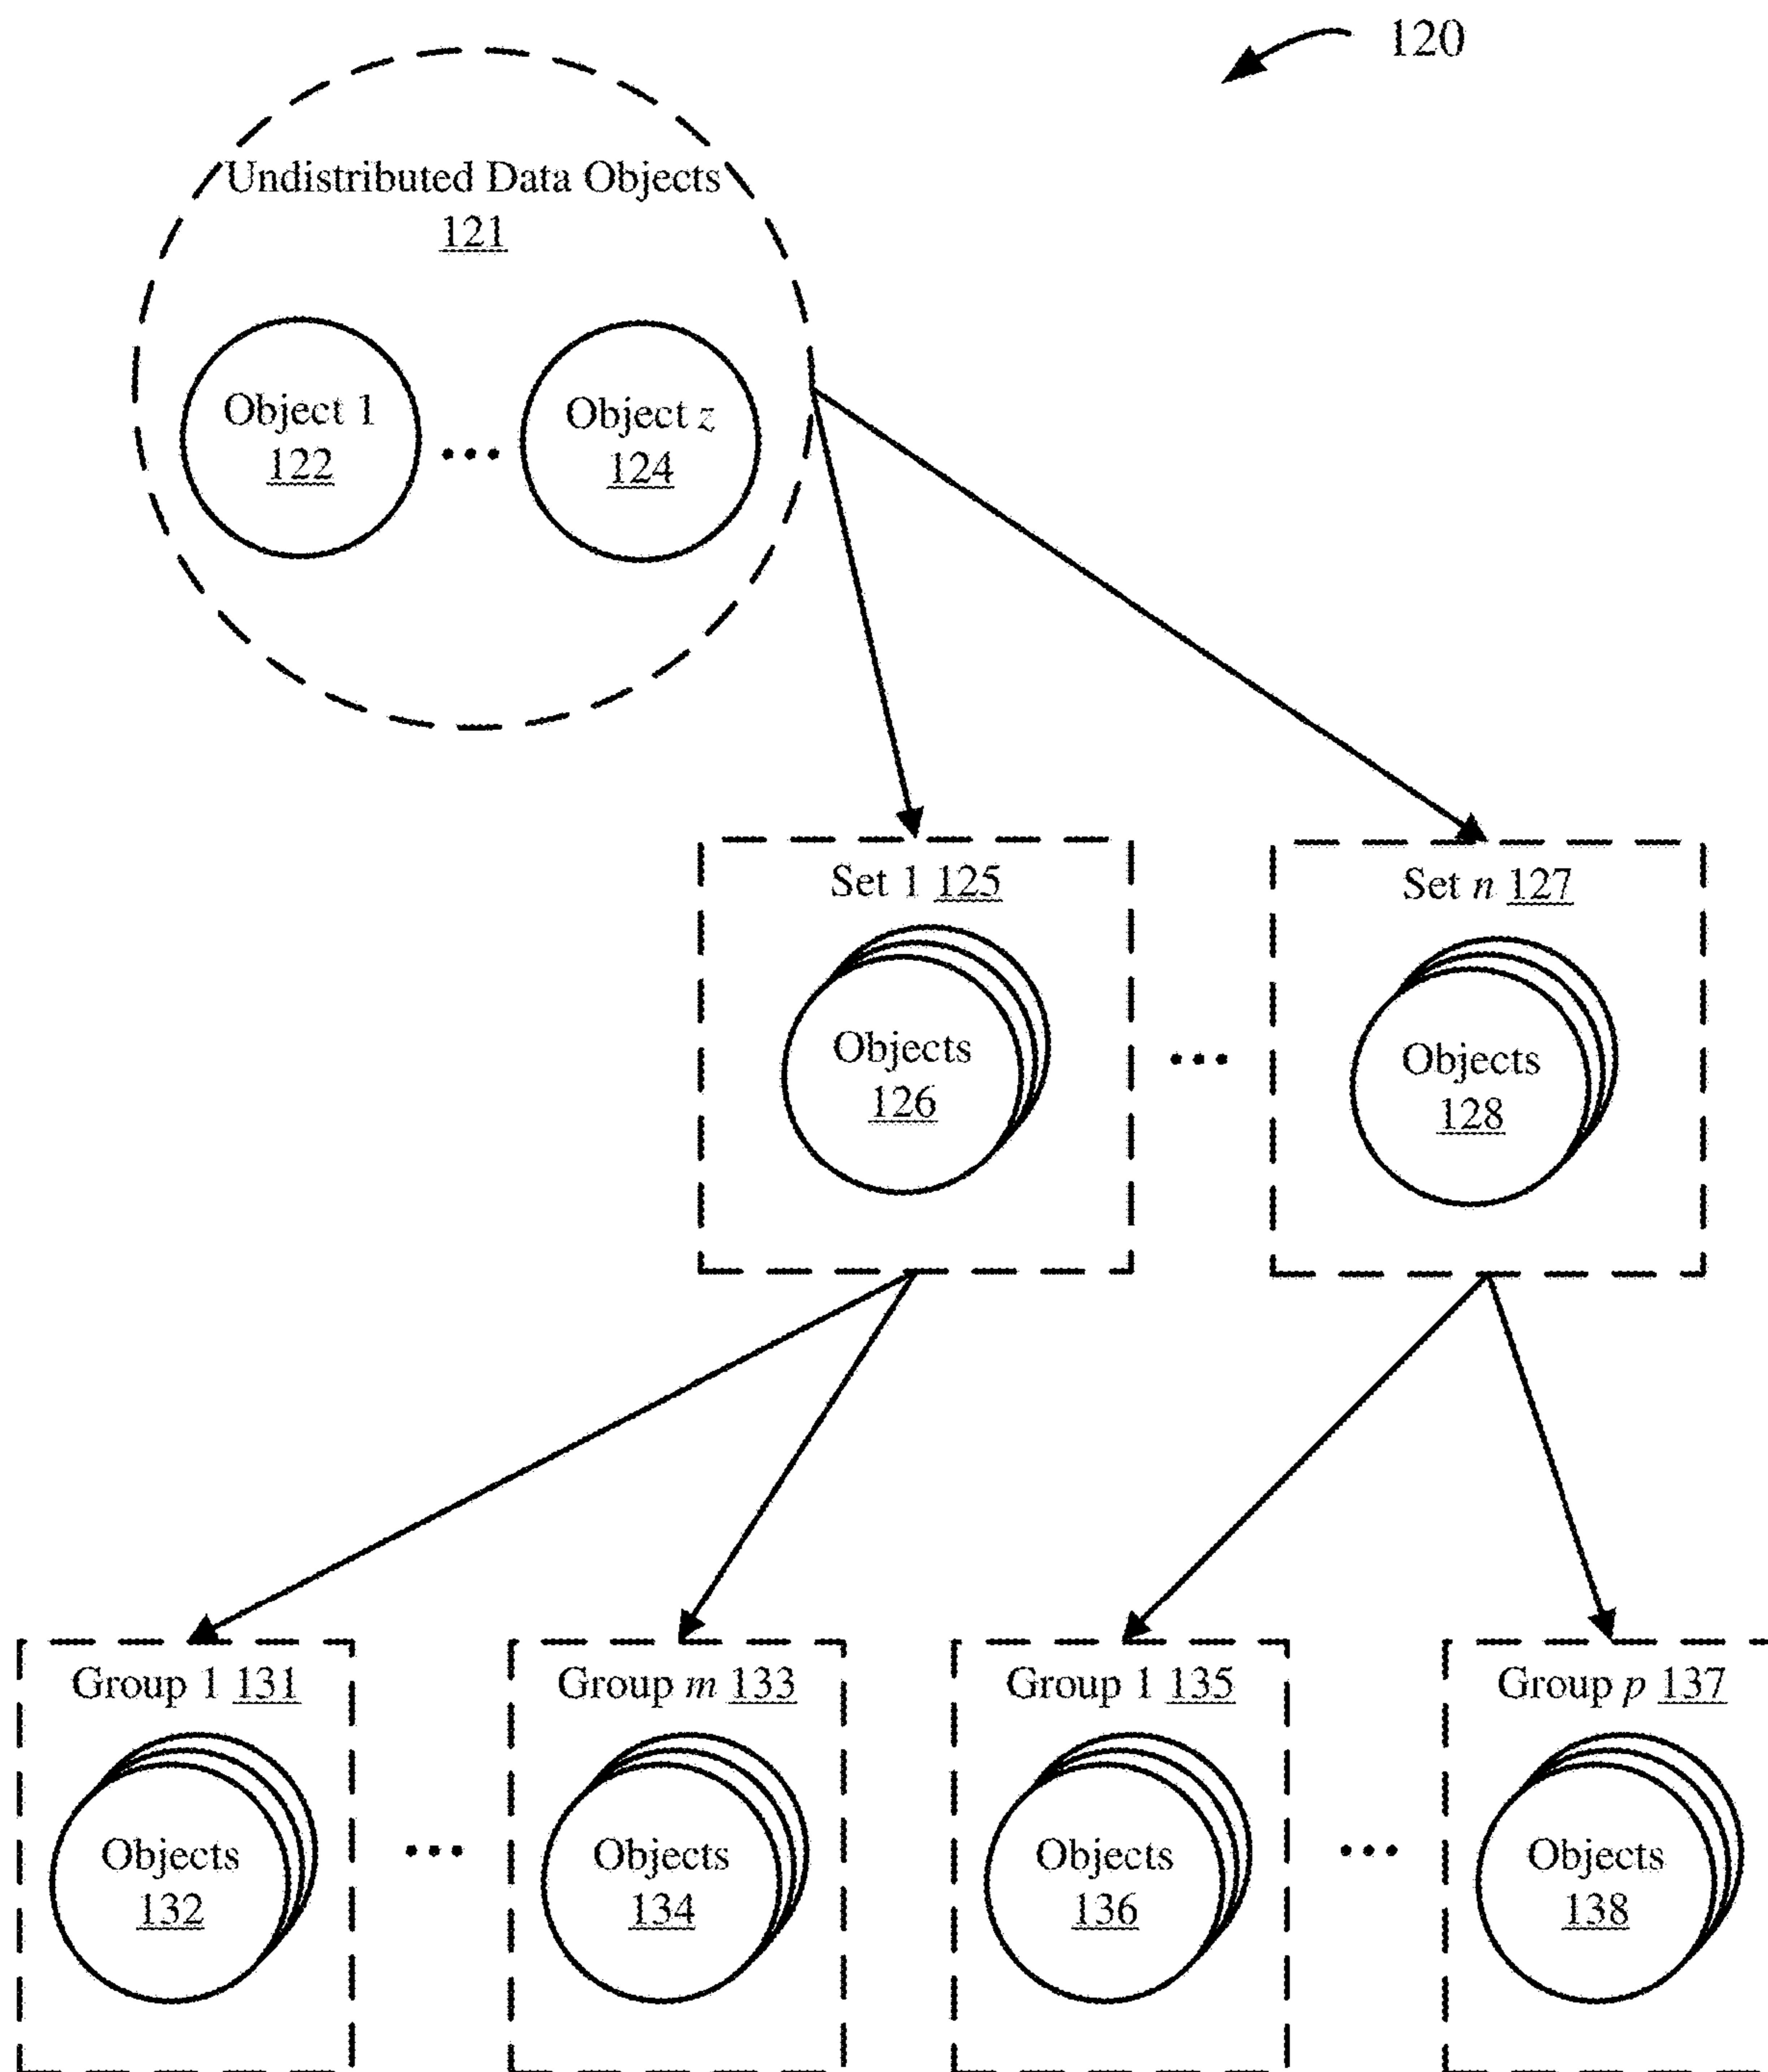 120
Undistributed Data Objects
121
Object 1
122
...
Object z
124
Set 1 125
Objects
126
...
Set n 127
Objects
128
Group 1 131
Objects
132
...
Group m 133
Objects
134
Group 1 135
Objects
136
...
Group p 137
Objects
138